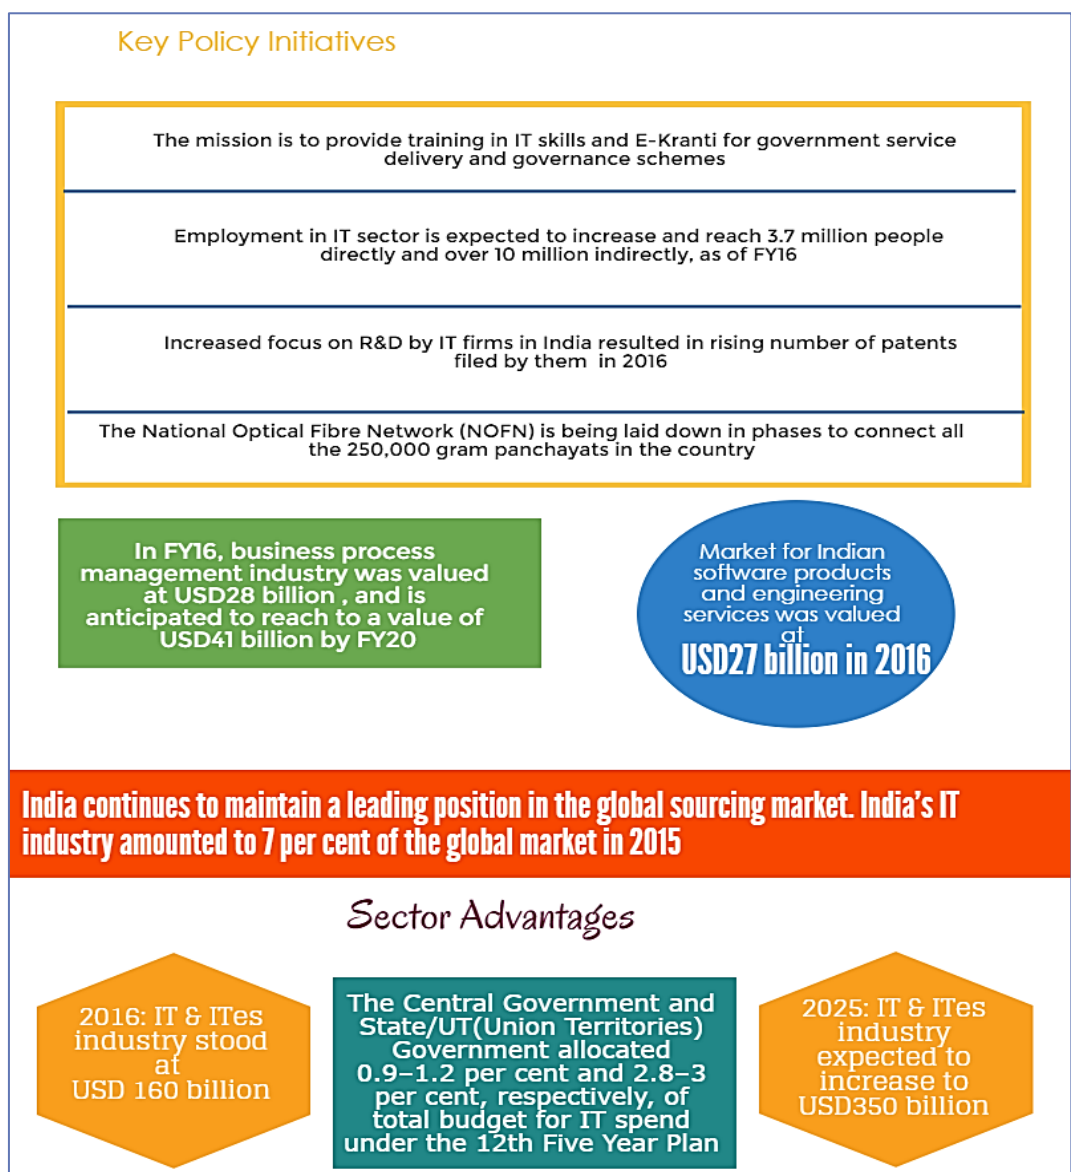 Key Policy Initiatives
The mission is to provide training in IT skills and E-Kranti for government service
delivery and governance schemes
Employment in IT sector is expected to increase and reach 3.7 million people
directly and over 10 million indirectly, as of FY16
Increased focus on R&D by IT firms in India resulted in rising number of patents
filed by them in 2016
The National Optical Fibre Network (NOFN) is being laid down in phases to connect all
the 250,000 gram panchayats in the country
In FY16, business process
management industry was valued
at USD28 billion , and is
anticipated to reach to a value of
USD41 billion by FY20
Market for Indian
software products
and engineering
services was valued
at
USD27 billion in 2016
India continues to maintain a leading position in the global sourcing market. India's IT
industry amounted to 7 per cent of the global market in 2015
Sector Advantages
2016: IT & ITes
industry stood
at
USD 160 billion
The Central Government and
State/UT(Union Territories)
Government allocated
0.9–1.2 per cent and 2.8–3
per cent, respectively, of
total budget for IT spend
under the 12th Five Year Plan
2025: IT & ITes
industry
expected to
increase to
USD350 billion